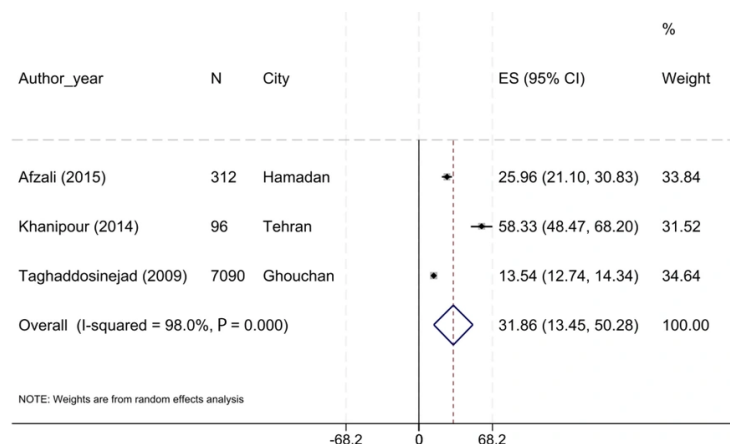 %
Author_year N City ES (95% CI) Weight
Afzali (2015) 312 Hamadan 25.96 (21.10, 30.83) 33.84
Khanipour (2014) 96 Tehran 58.33 (48.47, 68.20) 31.52
Taghaddosinejad (2009) 7090 Ghouchan 13.54 (12.74, 14.34) 34.64
Overall (I-squared = 98.0%, P = 0.000) 31.86 (13.45, 50.28) 100.00
NOTE: Weights are from random effects analysis
-68.2 0 68.2